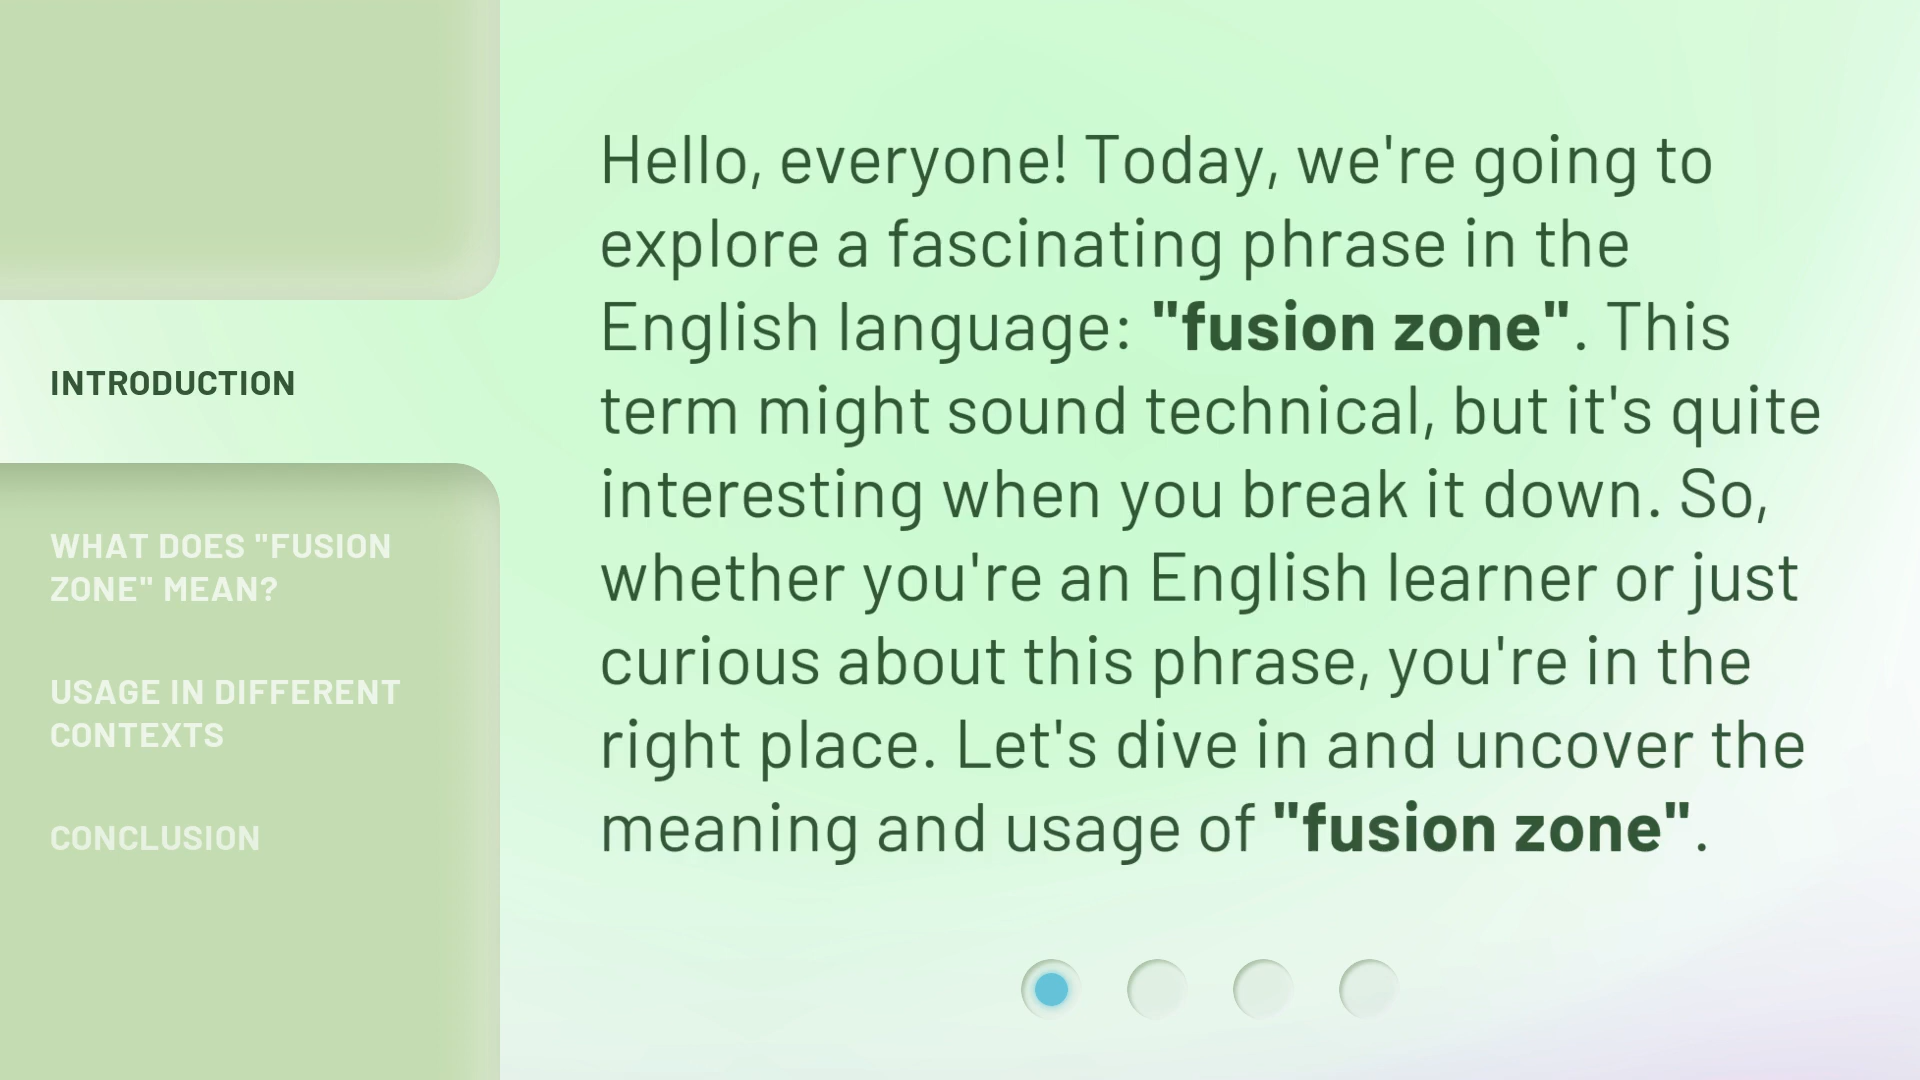 INTRODUCTION
WHAT DOES "FUSION
ZONE" MEAN?
USAGE IN DIFFERENT
CONTEXTS
CONCLUSION
Hello, everyone! Today, we're going to
explore a fascinating phrase in the
English language: "fusion zone". This
term might sound technical, but it's quite
interesting when you break it down. So,
whether you're an English learner or just
curious about this phrase, you're in the
right place. Let's dive in and uncover the
meaning and usage of "fusion zone".